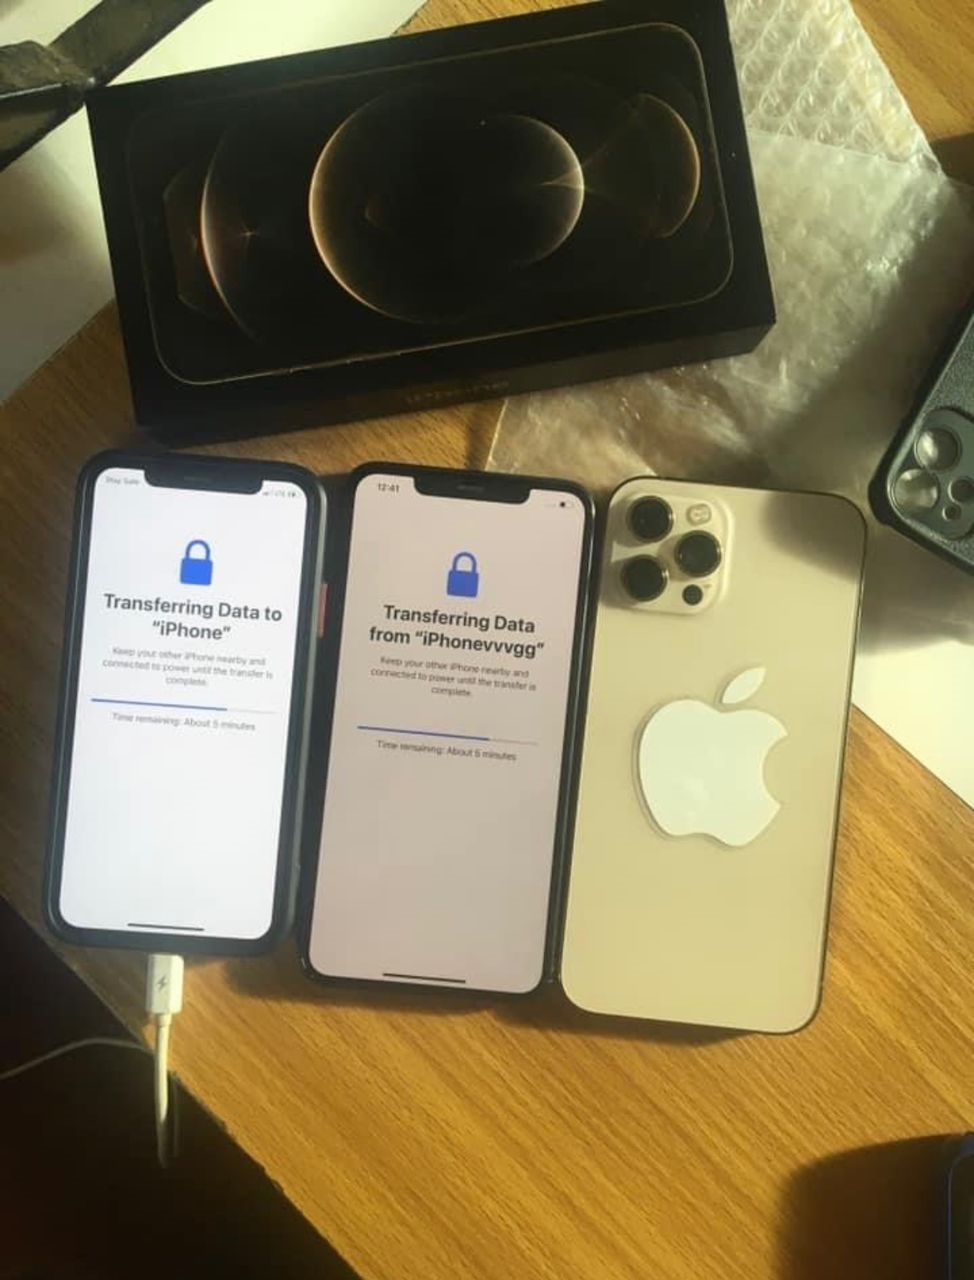 Stay Safe
LTE
Transferring Data to
"iPhone"
Keep your other iPhone nearby and
connected to power until the transfer is
complete.
Time remaining: About 5 minutes
12:41
Transferring Data
from "iPhonevvvgg"
Keep your other iPhone nearby and
connected to power until the transfer is
complete.
Time remaining: About 5 minutes